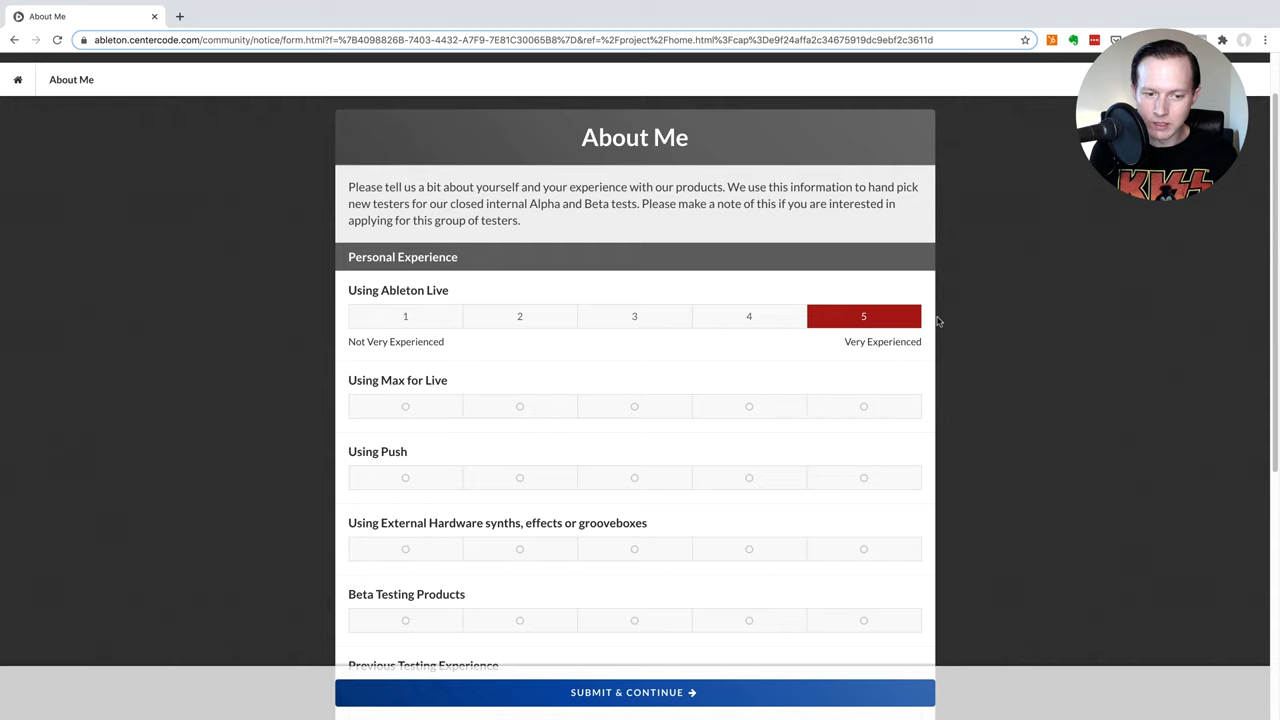 About Me
ableton.centercode.com/community/notice/form.html?f=%7B4098826B-7403-4432-A7F9-7E81C30065B8%7D&ref=%2Fproject%2Fhome.html%3Fcap%3De9f24affa2c34675919dc9ebf2c3611d
About Me
About Me
Please tell us a bit about yourself and your experience with our products. We use this information to hand pick
new testers for our closed internal Alpha and Beta tests. Please make a note of this if you are interested in
applying for this group of testers.
Personal Experience
Using Ableton Live
1 2 3 4 5
Not Very Experienced Very Experienced
Using Max for Live
Using Push
Using External Hardware synths, effects or grooveboxes
Beta Testing Products
Previous Testing Experience
SUBMIT & CONTINUE →
KISS